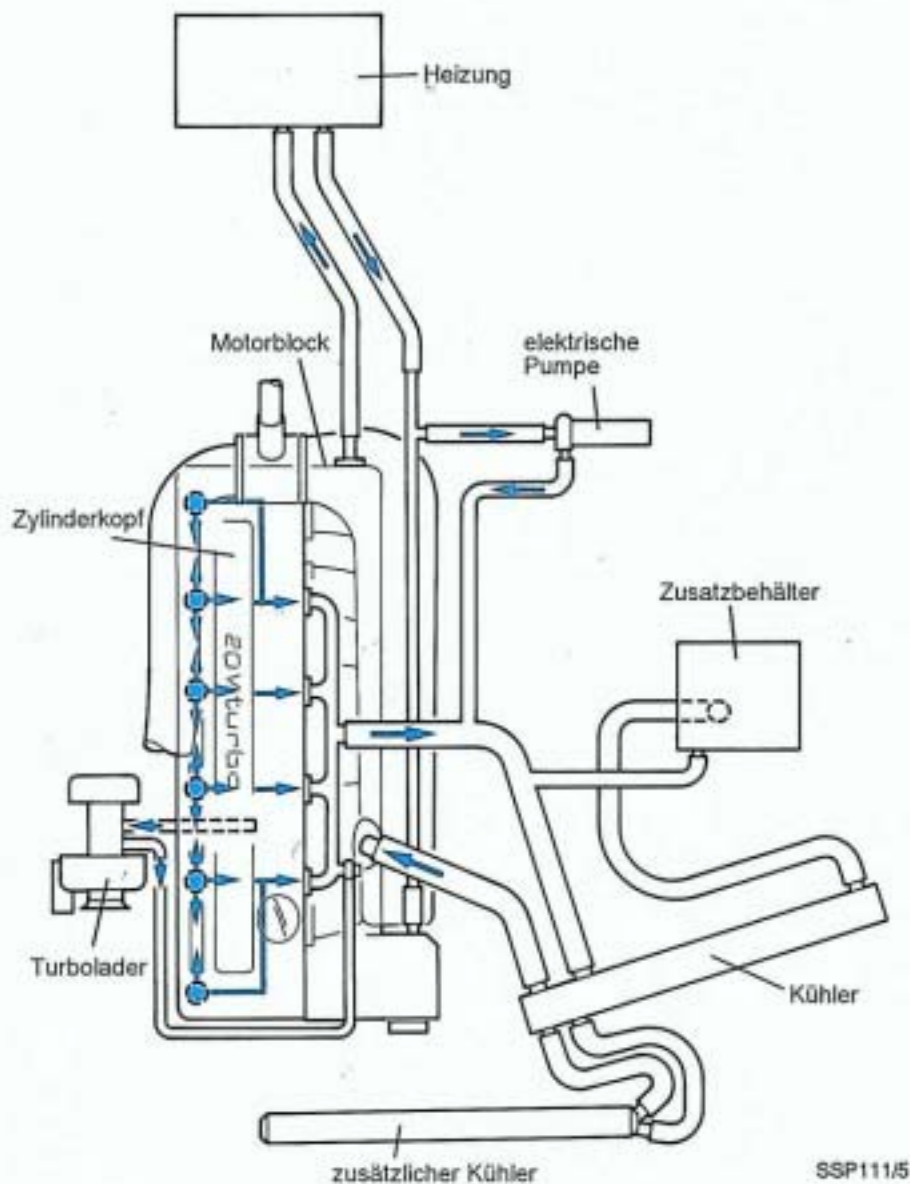 Heizung
Motorblock
elektrische
Pumpe
Zylinderkopf
Zusatzbehälter
20Vturbo
Turbolader
Kühler
zusätzlicher Kühler
SSP111/5